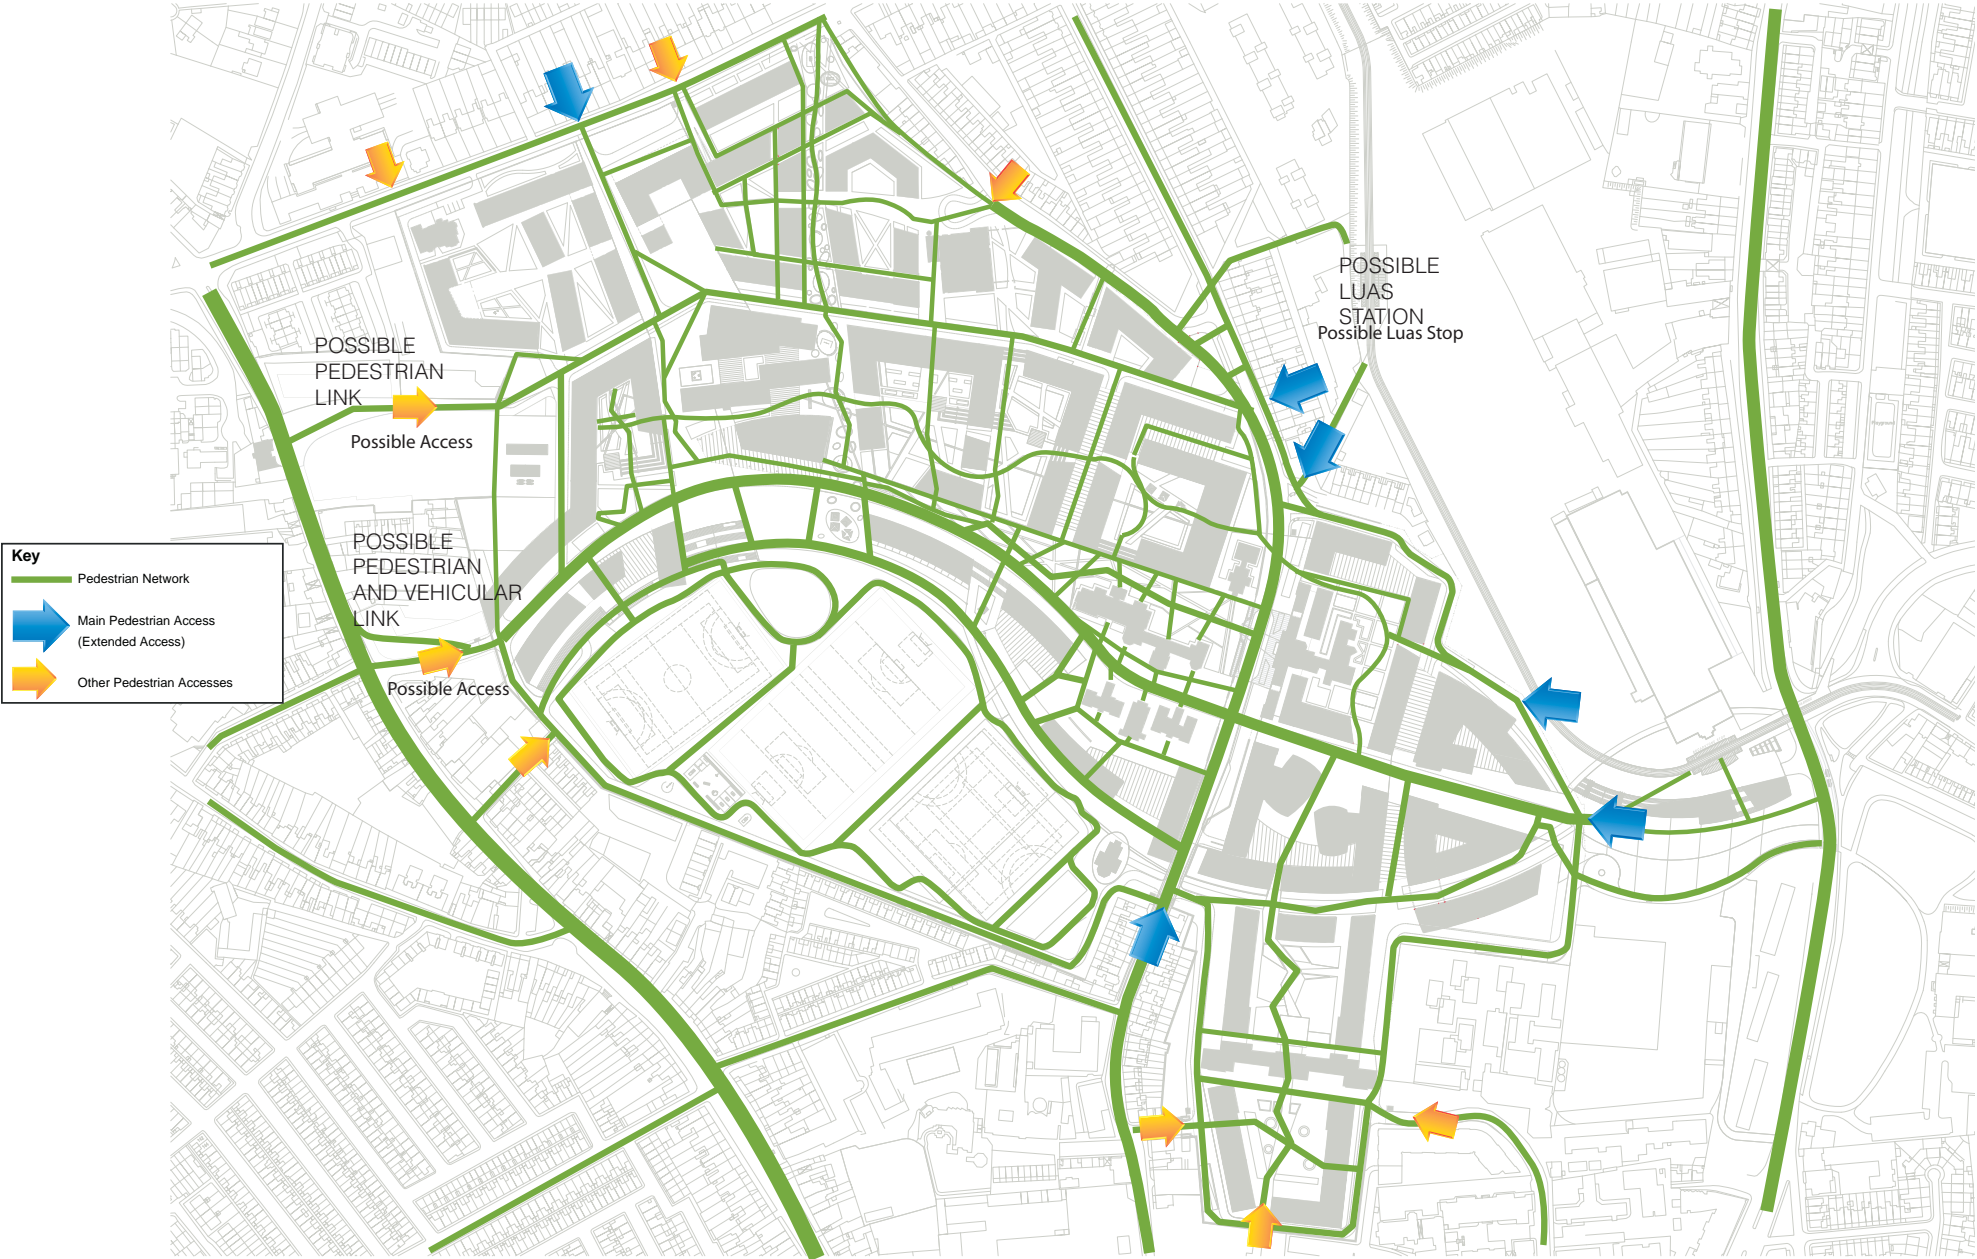 POSSIBLE
LUAS
STATION
Possible Luas Stop
POSSIBLE
PEDESTRIAN
LINK
Possible Access
POSSIBLE
PEDESTRIAN
AND VEHICULAR
LINK
Possible Access
Key
Pedestrian Network
Main Pedestrian Access
(Extended Access)
Other Pedestrian Accesses